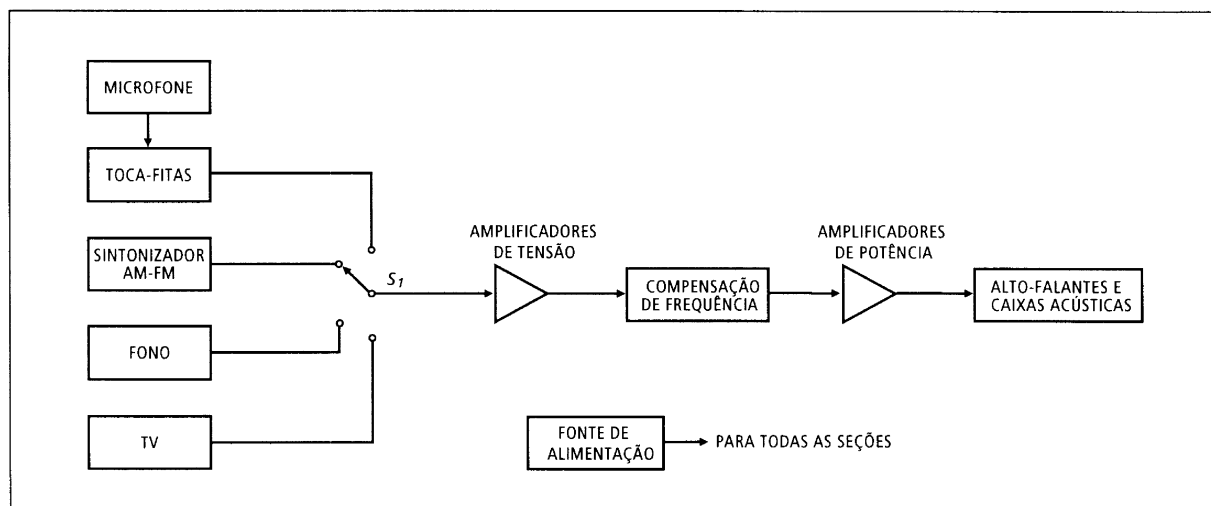 MICROFONE
TOCA-FITAS
SINTONIZADOR
AM-FM
FONO
TV
S1
AMPLIFICADORES
DE TENSÃO
COMPENSAÇÃO
DE FREQUÊNCIA
AMPLIFICADORES
DE POTÊNCIA
ALTO-FALANTES E
CAIXAS ACÚSTICAS
FONTE DE
ALIMENTAÇÃO
PARA TODAS AS SEÇÕES